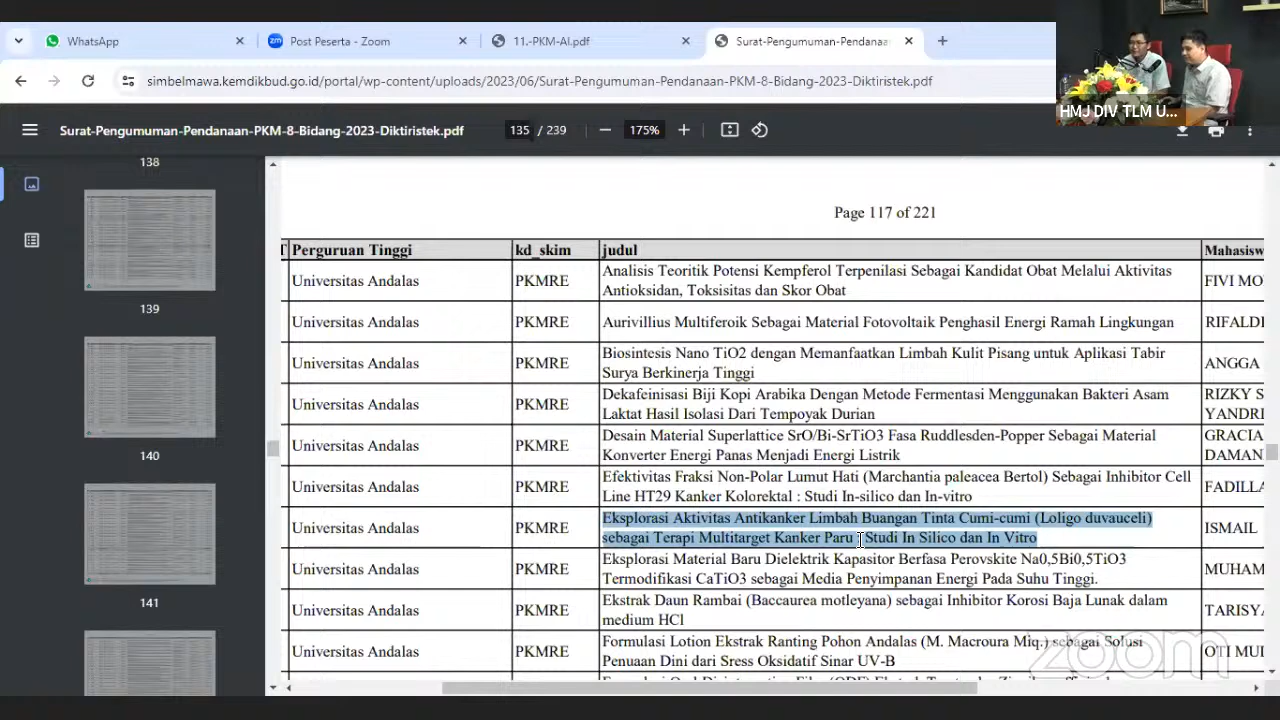 WhatsApp
Post Peserta - Zoom
11.-PKM-AI.pdf
Surat-Pengumuman-Pendana
simbelmawa.kemdikbud.go.id/portal/wp-content/uploads/2023/06/Surat-Pengumuman-Pendanaan-PKM-8-Bidang-2023-Diktiristek.pdf
HMJ DIV TLM U...
Surat-Pengumuman-Pendanaan-PKM-8-Bidang-2023-Diktiristek.pdf
135 / 239
175%
138
139
140
141
Page 117 of 221
T Perguruan Tinggi kd_skim judul Mahasisw
Universitas Andalas PKMRE Analisis Teoritik Potensi Kempferol Terpenilasi Sebagai Kandidat Obat Melalui Aktivitas
Antioksidan, Toksisitas dan Skor Obat FIVI MO
Universitas Andalas PKMRE Aurivillius Multiferoik Sebagai Material Fotovoltaik Penghasil Energi Ramah Lingkungan RIFALDI
Universitas Andalas PKMRE Biosintesis Nano TiO2 dengan Memanfaatkan Limbah Kulit Pisang untuk Aplikasi Tabir
Surya Berkinerja Tinggi ANGGA
Universitas Andalas PKMRE Dekafeinisasi Biji Kopi Arabika Dengan Metode Fermentasi Menggunakan Bakteri Asam RIZKY S
Laktat Hasil Isolasi Dari Tempoyak Durian YANDRI
Universitas Andalas PKMRE Desain Material Superlattice SrO/Bi-SrTiO3 Fasa Ruddlesden-Popper Sebagai Material GRACIA
Konverter Energi Panas Menjadi Energi Listrik DAMAN
Universitas Andalas PKMRE Efektivitas Fraksi Non-Polar Lumut Hati (Marchantia paleacea Bertol) Sebagai Inhibitor Cell
Line HT29 Kanker Kolorektal : Studi In-silico dan In-vitro FADILLA
Universitas Andalas PKMRE Eksplorasi Aktivitas Antikanker Limbah Buangan Tinta Cumi-cumi (Loligo duvauceli)
sebagai Terapi Multitarget Kanker Paru : Studi In Silico dan In Vitro ISMAIL
Universitas Andalas PKMRE Eksplorasi Material Baru Dielektrik Kapasitor Berfasa Perovskite Na0,5Bi0,5TiO3
Termodifikasi CaTiO3 sebagai Media Penyimpanan Energi Pada Suhu Tinggi. MUHAM
Universitas Andalas PKMRE Ekstrak Daun Rambai (Baccaurea motleyana) sebagai Inhibitor Korosi Baja Lunak dalam
medium HCl TARISYA
Universitas Andalas PKMRE Formulasi Lotion Ekstrak Ranting Pohon Andalas (M. Macroura Miq.) sebagai Solusi
Penuaan Dini dari Sress Oksidatif Sinar UV-B OTI MUL
zoom